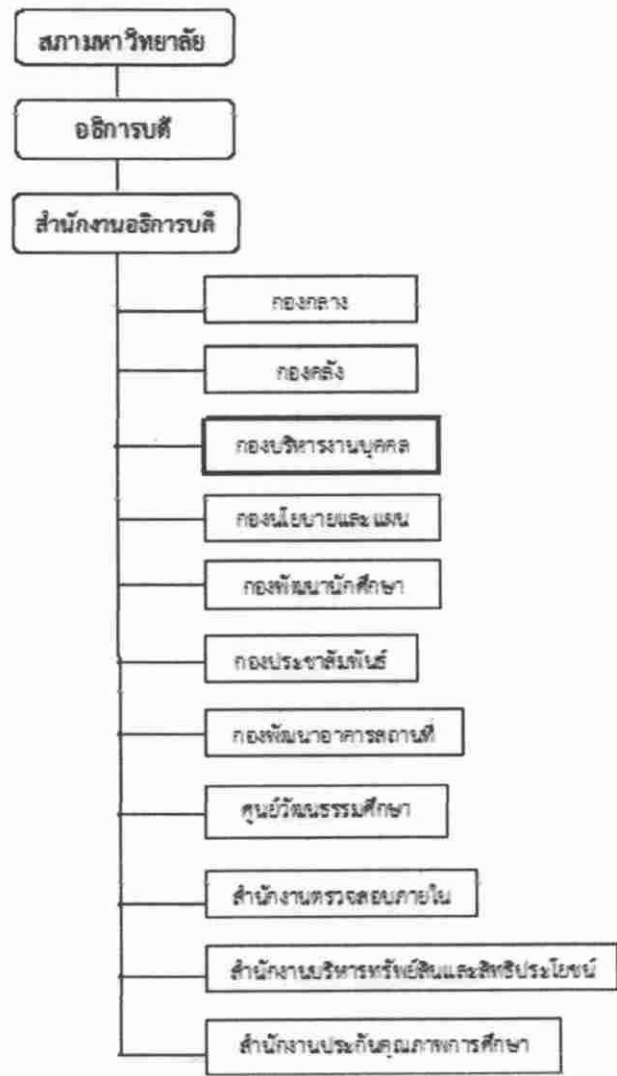 สภามหาวิทยาลัย
อธิการบดี
สำนักงานอธิการบดี
กองกลาง
กองคลัง
กองบริหารงานบุคคล
กองนโยบายและแผน
กองพัฒนานักศึกษา
กองประชาสัมพันธ์
กองพัฒนาอาคารสถานที่
ศูนย์วัฒนธรรมศึกษา
สำนักงานตรวจสอบภายใน
สำนักงานบริหารทรัพย์สินและสิทธิประโยชน์
สำนักงานประกันคุณภาพการศึกษา